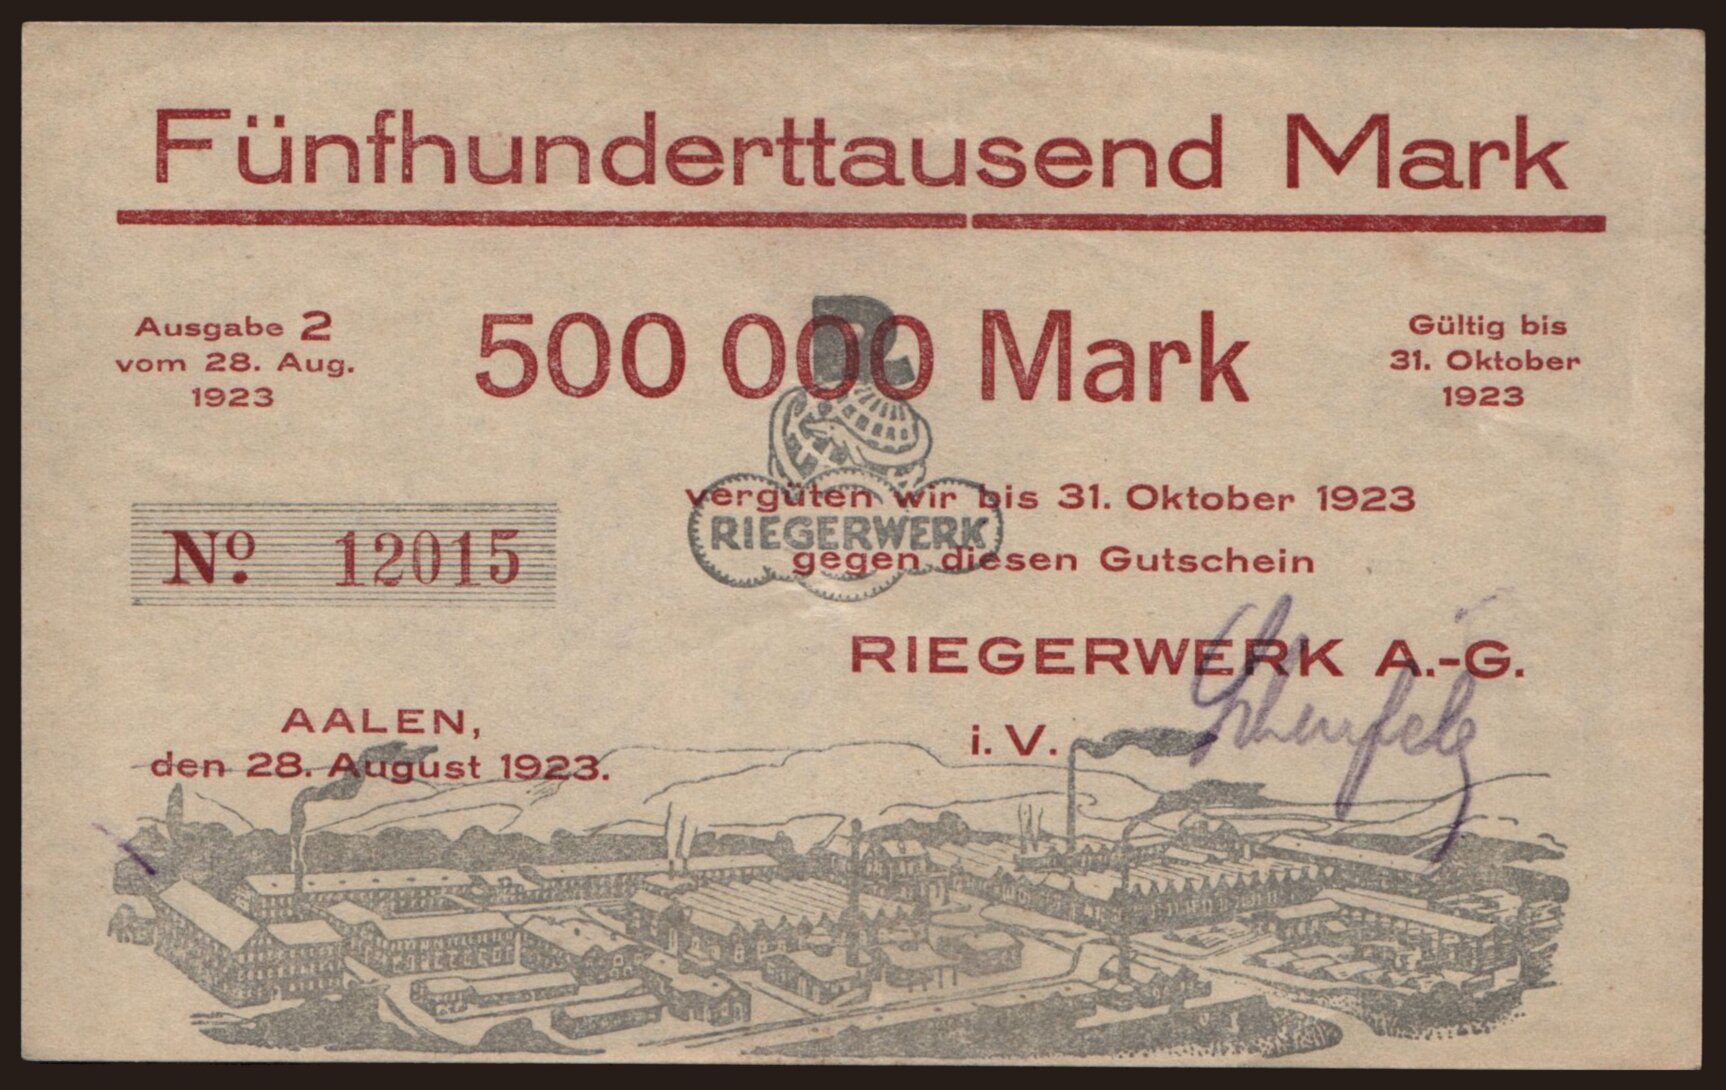 Fünfhunderttausend Mark
Ausgabe 2
vom 28. Aug.
1923
500 000 Mark
Gültig bis
31. Oktober
1923
R
vergüten wir bis 31. Oktober 1923
RIEGERWERK
gegen diesen Gutschein
No. 12015
RIEGERWERK A.-G.
AALEN,
den 28. August 1923.
i. V.